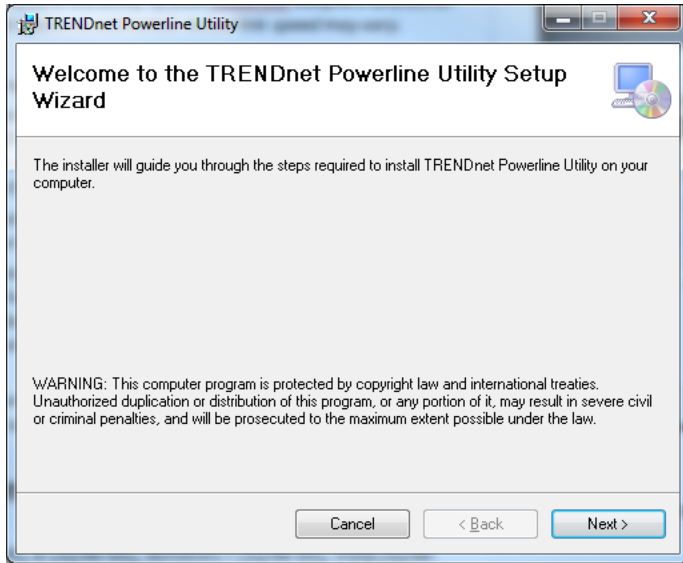 TRENDnet Powerline Utility
Welcome to the TRENDnet Powerline Utility Setup
Wizard
The installer will guide you through the steps required to install TRENDnet Powerline Utility on your
computer.
WARNING: This computer program is protected by copyright law and international treaties.
Unauthorized duplication or distribution of this program, or any portion of it, may result in severe civil
or criminal penalties, and will be prosecuted to the maximum extent possible under the law.
Cancel
< Back
Next >